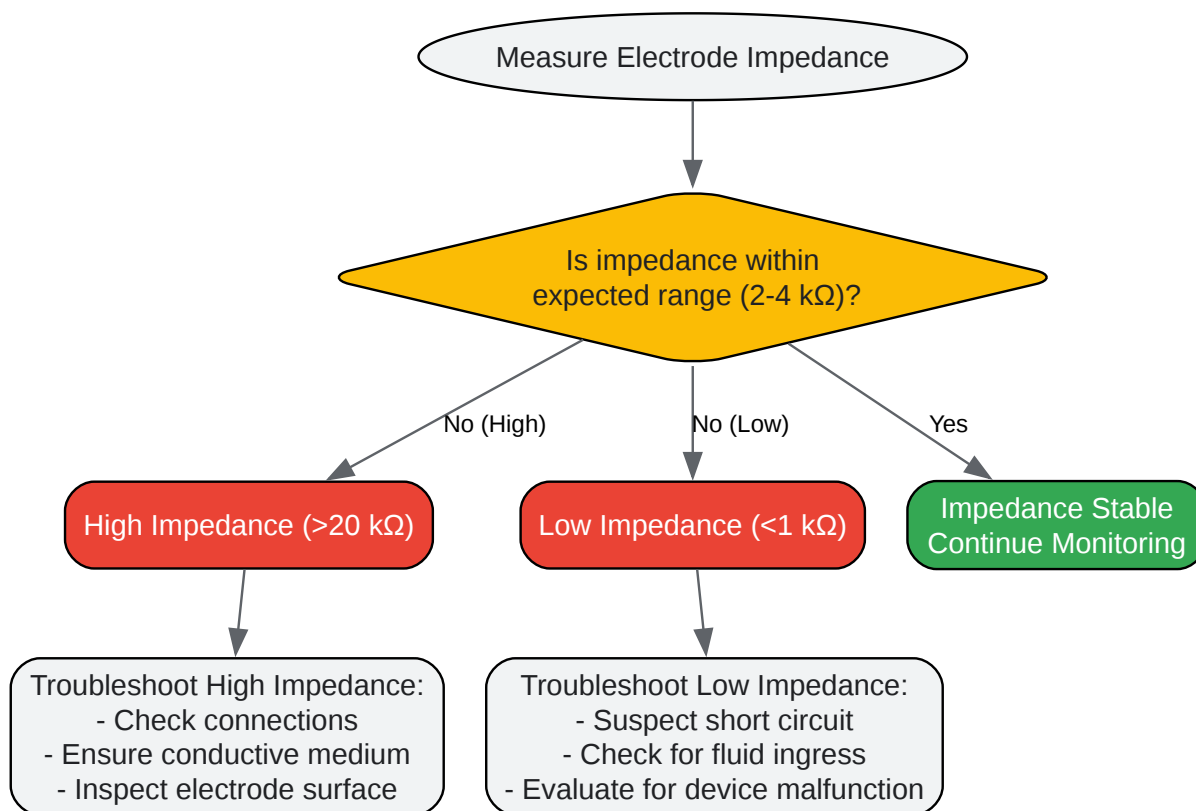 Measure Electrode Impedance
Is impedance within
expected range (2-4 kΩ)?
No (High)
No (Low)
Yes
High Impedance (>20 kΩ)
Low Impedance (<1 kΩ)
Impedance Stable
Continue Monitoring
Troubleshoot High Impedance:
- Check connections
- Ensure conductive medium
- Inspect electrode surface
Troubleshoot Low Impedance:
- Suspect short circuit
- Check for fluid ingress
- Evaluate for device malfunction